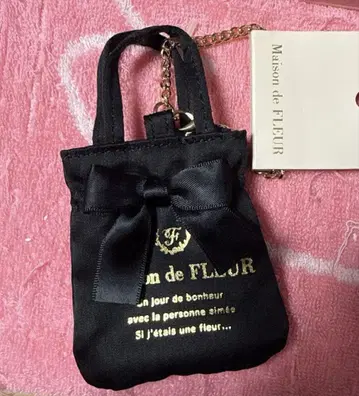 Maison de FLEUR
F
de FLEUR
un jour de bonheur
avec la personne aimée
Si j'étais une fleur...